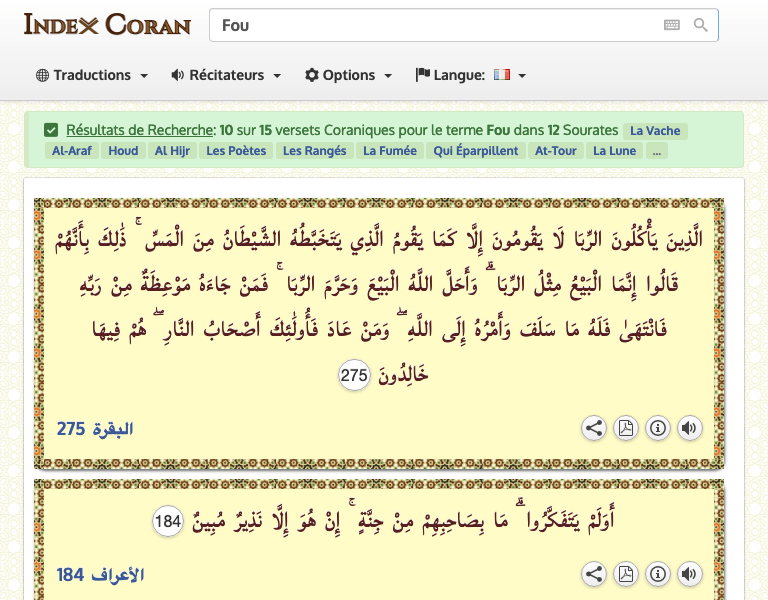 INDEX CORAN
Fou
Traductions Récitateurs Options Langue:
Résultats de Recherche: 10 sur 15 versets Coraniques pour le terme Fou dans 12 Sourates La Vache
Al-Araf Houd Al Hijr Les Poètes Les Rangés La Fumée Qui Éparpillent At-Tour La Lune ...
الَّذِينَ يَأْكُلُونَ الرِّبَا لَا يَقُومُونَ إِلَّا كَمَا يَقُومُ الَّذِي يَتَخَبَّطُهُ الشَّيْطَانُ مِنَ الْمَسِّ ۚ ذَٰلِكَ بِأَنَّهُمْ
قَالُوا إِنَّمَا الْبَيْعُ مِثْلُ الرِّبَا ۗ وَأَحَلَّ اللَّهُ الْبَيْعَ وَحَرَّمَ الرِّبَا ۚ فَمَنْ جَاءَهُ مَوْعِظَةٌ مِنْ رَبِّهِ
فَانْتَهَىٰ فَلَهُ مَا سَلَفَ وَأَمْرُهُ إِلَى اللَّهِ ۖ وَمَنْ عَادَ فَأُولَٰئِكَ أَصْحَابُ النَّارِ ۖ هُمْ فِيهَا
خَالِدُونَ 275
البقرة 275
أَوَلَمْ يَتَفَكَّرُوا ۗ مَا بِصَاحِبِهِمْ مِنْ جِنَّةٍ ۚ إِنْ هُوَ إِلَّا نَذِيرٌ مُبِينٌ 184
الأعراف 184